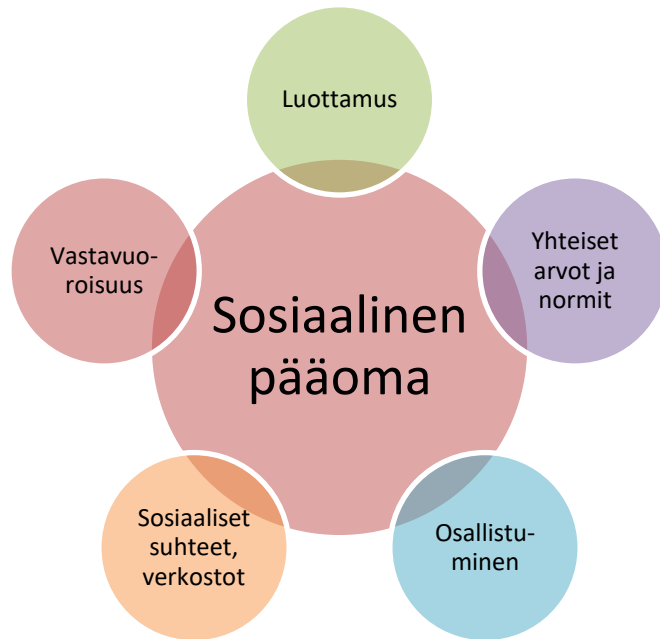 Luottamus
Vastavuo-
roisuus
Yhteiset
arvot ja
normit
Sosiaalinen
pääoma
Sosiaaliset
suhteet,
verkostot
Osallistu-
minen